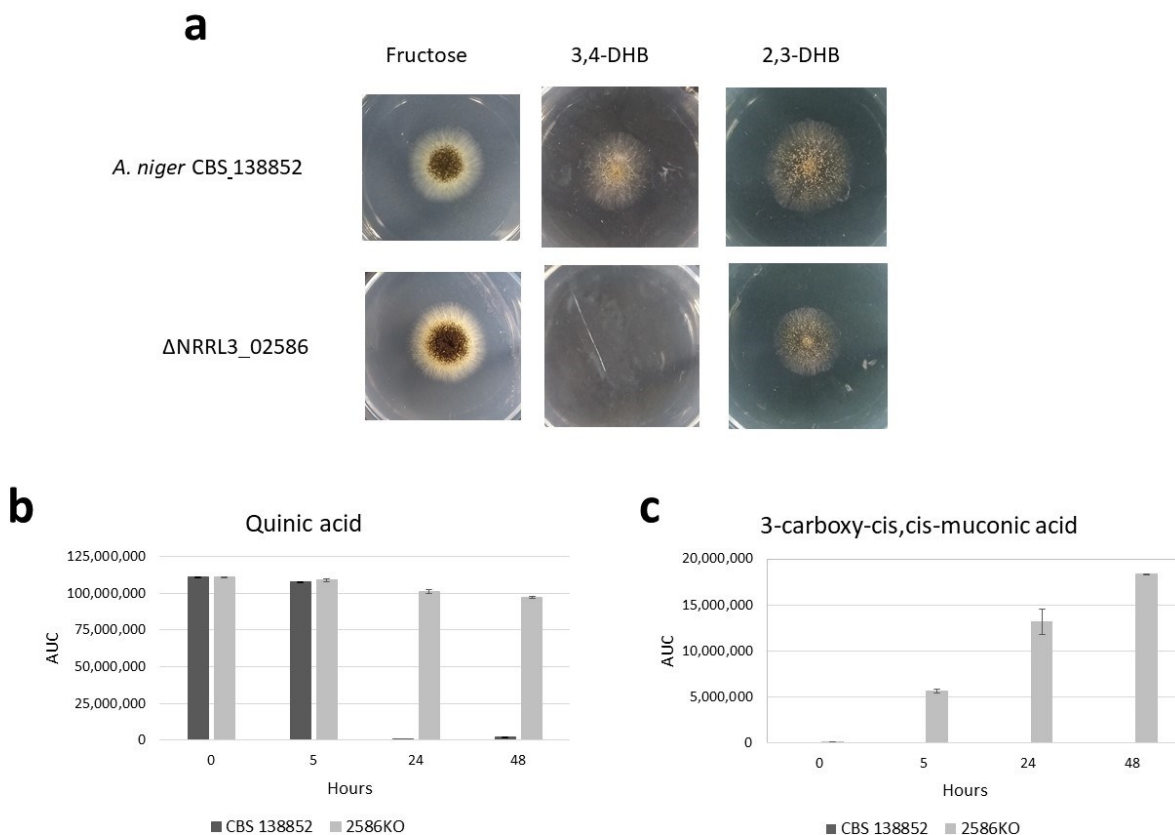 a
Fructose 3,4-DHB 2,3-DHB
A. niger CBS_138852
ΔNRRL3_02586
b
Quinic acid
125,000,000
100,000,000
75,000,000
50,000,000
25,000,000
0
AUC
0 5 24 48
Hours
CBS 138852 2586KO
c
3-carboxy-cis,cis-muconic acid
20,000,000
15,000,000
10,000,000
5,000,000
0
AUC
0 5 24 48
Hours
CBS 138852 2586KO